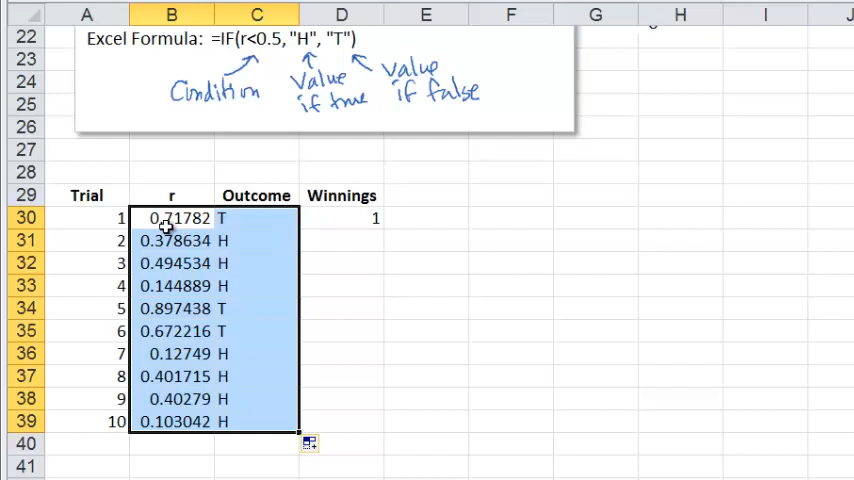 B C D E F G H I J
22 Excel Formula: =IF(r<0.5, "H", "T")
23 Condition Value if true Value if false
24
25
26
27
28
29 Trial r Outcome Winnings
30 1 0.71782 T 1
31 2 0.378634 H
32 3 0.494534 H
33 4 0.144889 H
34 5 0.897438 T
35 6 0.672216 T
36 7 0.12749 H
37 8 0.401715 H
38 9 0.40279 H
39 10 0.103042 H
40
41